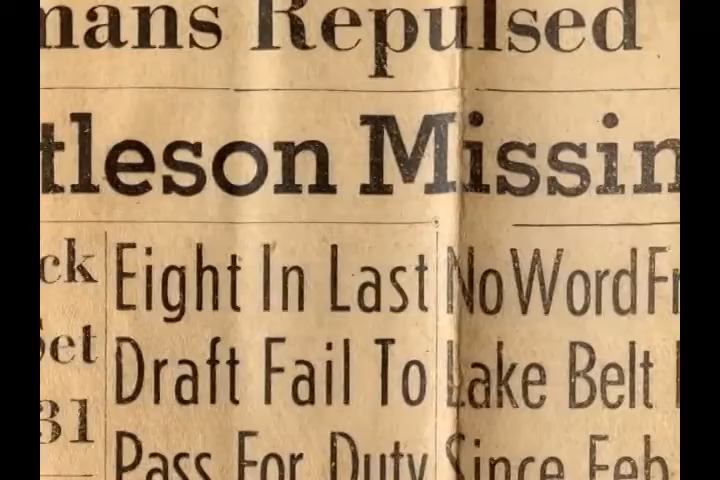 mans Repulsed
tleson Missin
ck
et
31
Eight In Last
Draft Fail To
Pass For Duty
No Word Fr
Lake Belt
Since Feb